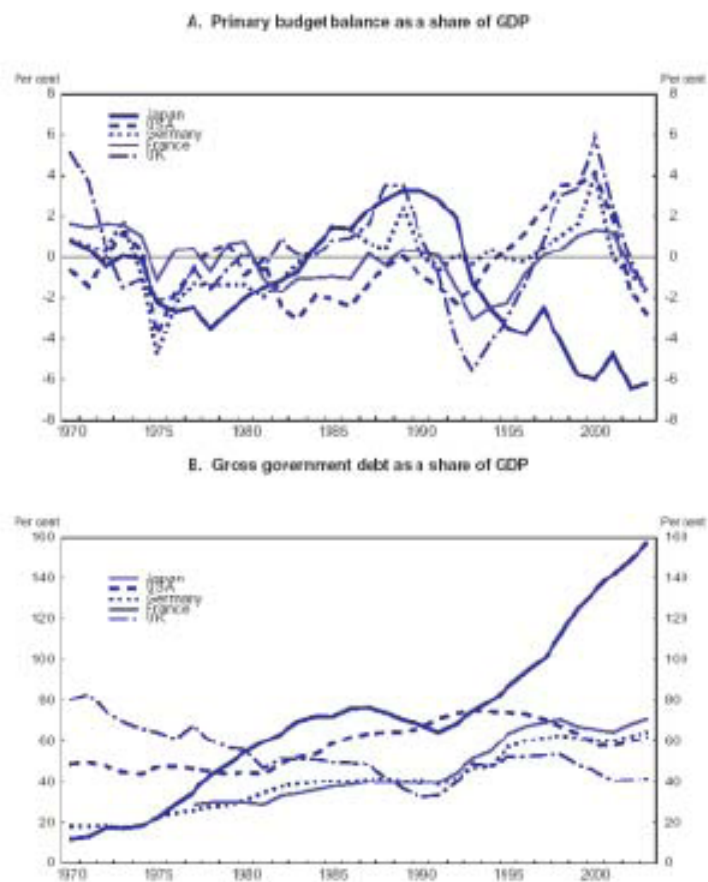 A. Primary budget balance as a share of GDP
Per cent Per cent
8 8
6 6
4 4
2 2
0 0
-2 -2
-4 -4
-6 -6
-8 -8
Japan
USA
Germany
France
UK
1970 1975 1980 1985 1990 1995 2000
B. Gross government debt as a share of GDP
Per cent Per cent
160 160
140 140
120 120
100 100
80 80
60 60
40 40
20 20
0 0
Japan
USA
Germany
France
UK
1970 1975 1980 1985 1990 1995 2000